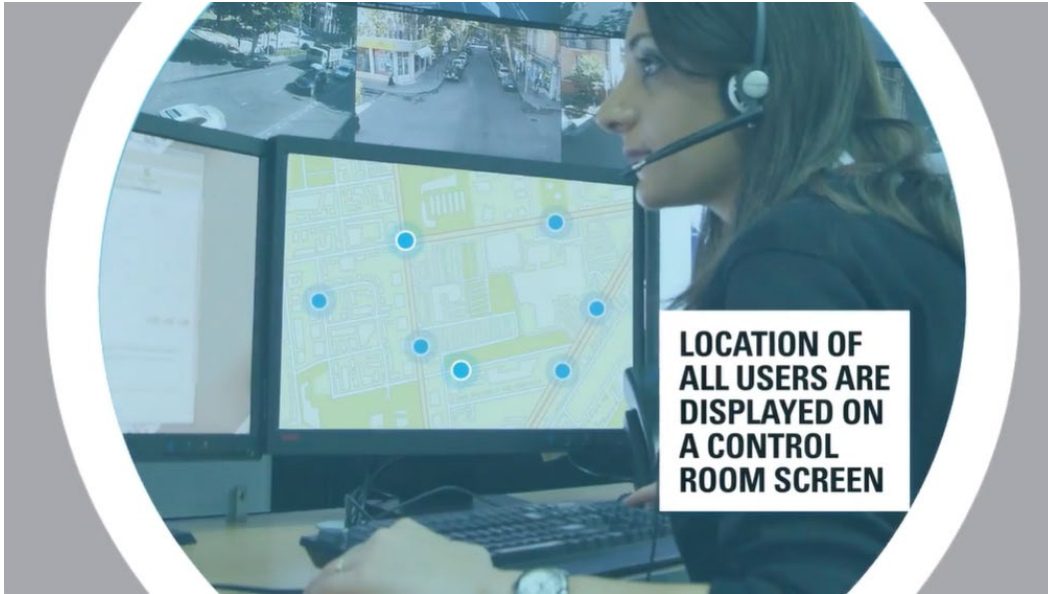 LOCATION OF
ALL USERS ARE
DISPLAYED ON
A CONTROL
ROOM SCREEN